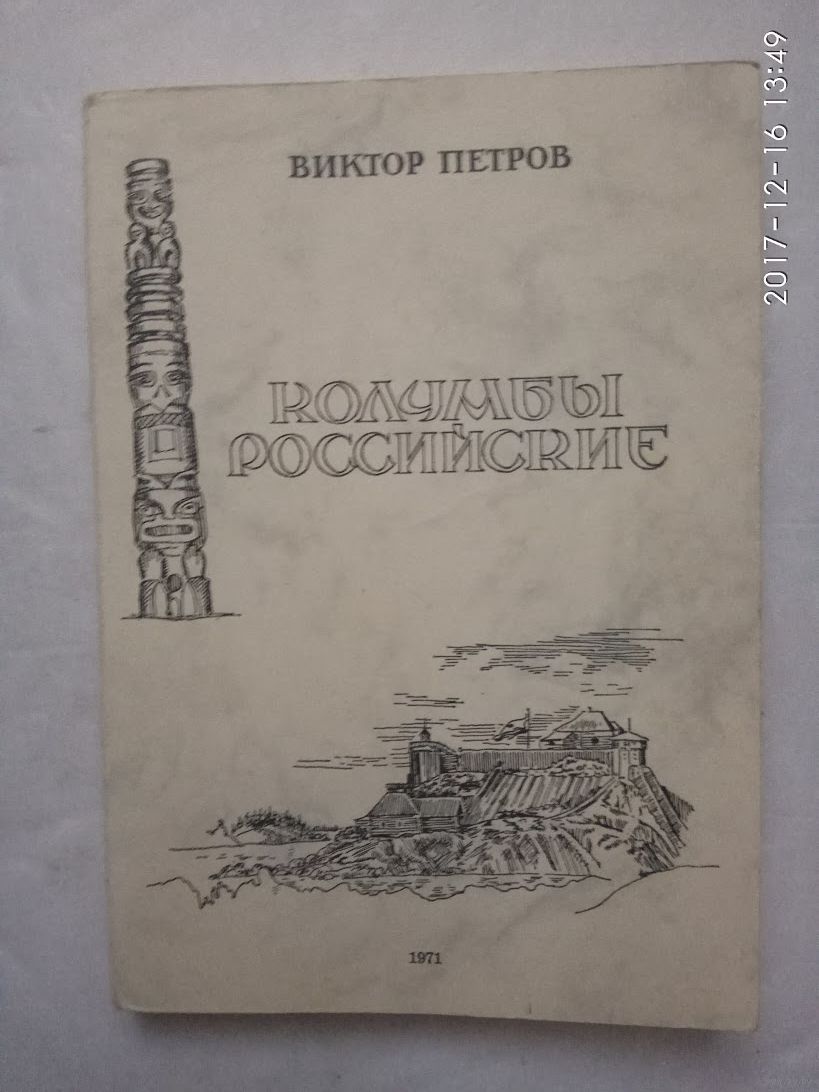 ВИКТОР ПЕТРОВ
КОЛУМБЫ
РОССИЙСКИЕ
1971
2017-12-16 13:49